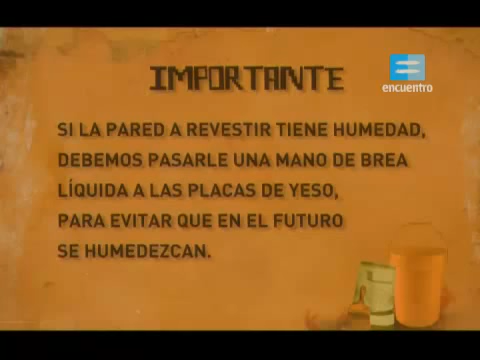 IMPORTANTE
encuentro
SI LA PARED A REVESTIR TIENE HUMEDAD,
DEBEMOS PASARLE UNA MANO DE BREA
LÍQUIDA A LAS PLACAS DE YESO,
PARA EVITAR QUE EN EL FUTURO
SE HUMEDEZCAN.